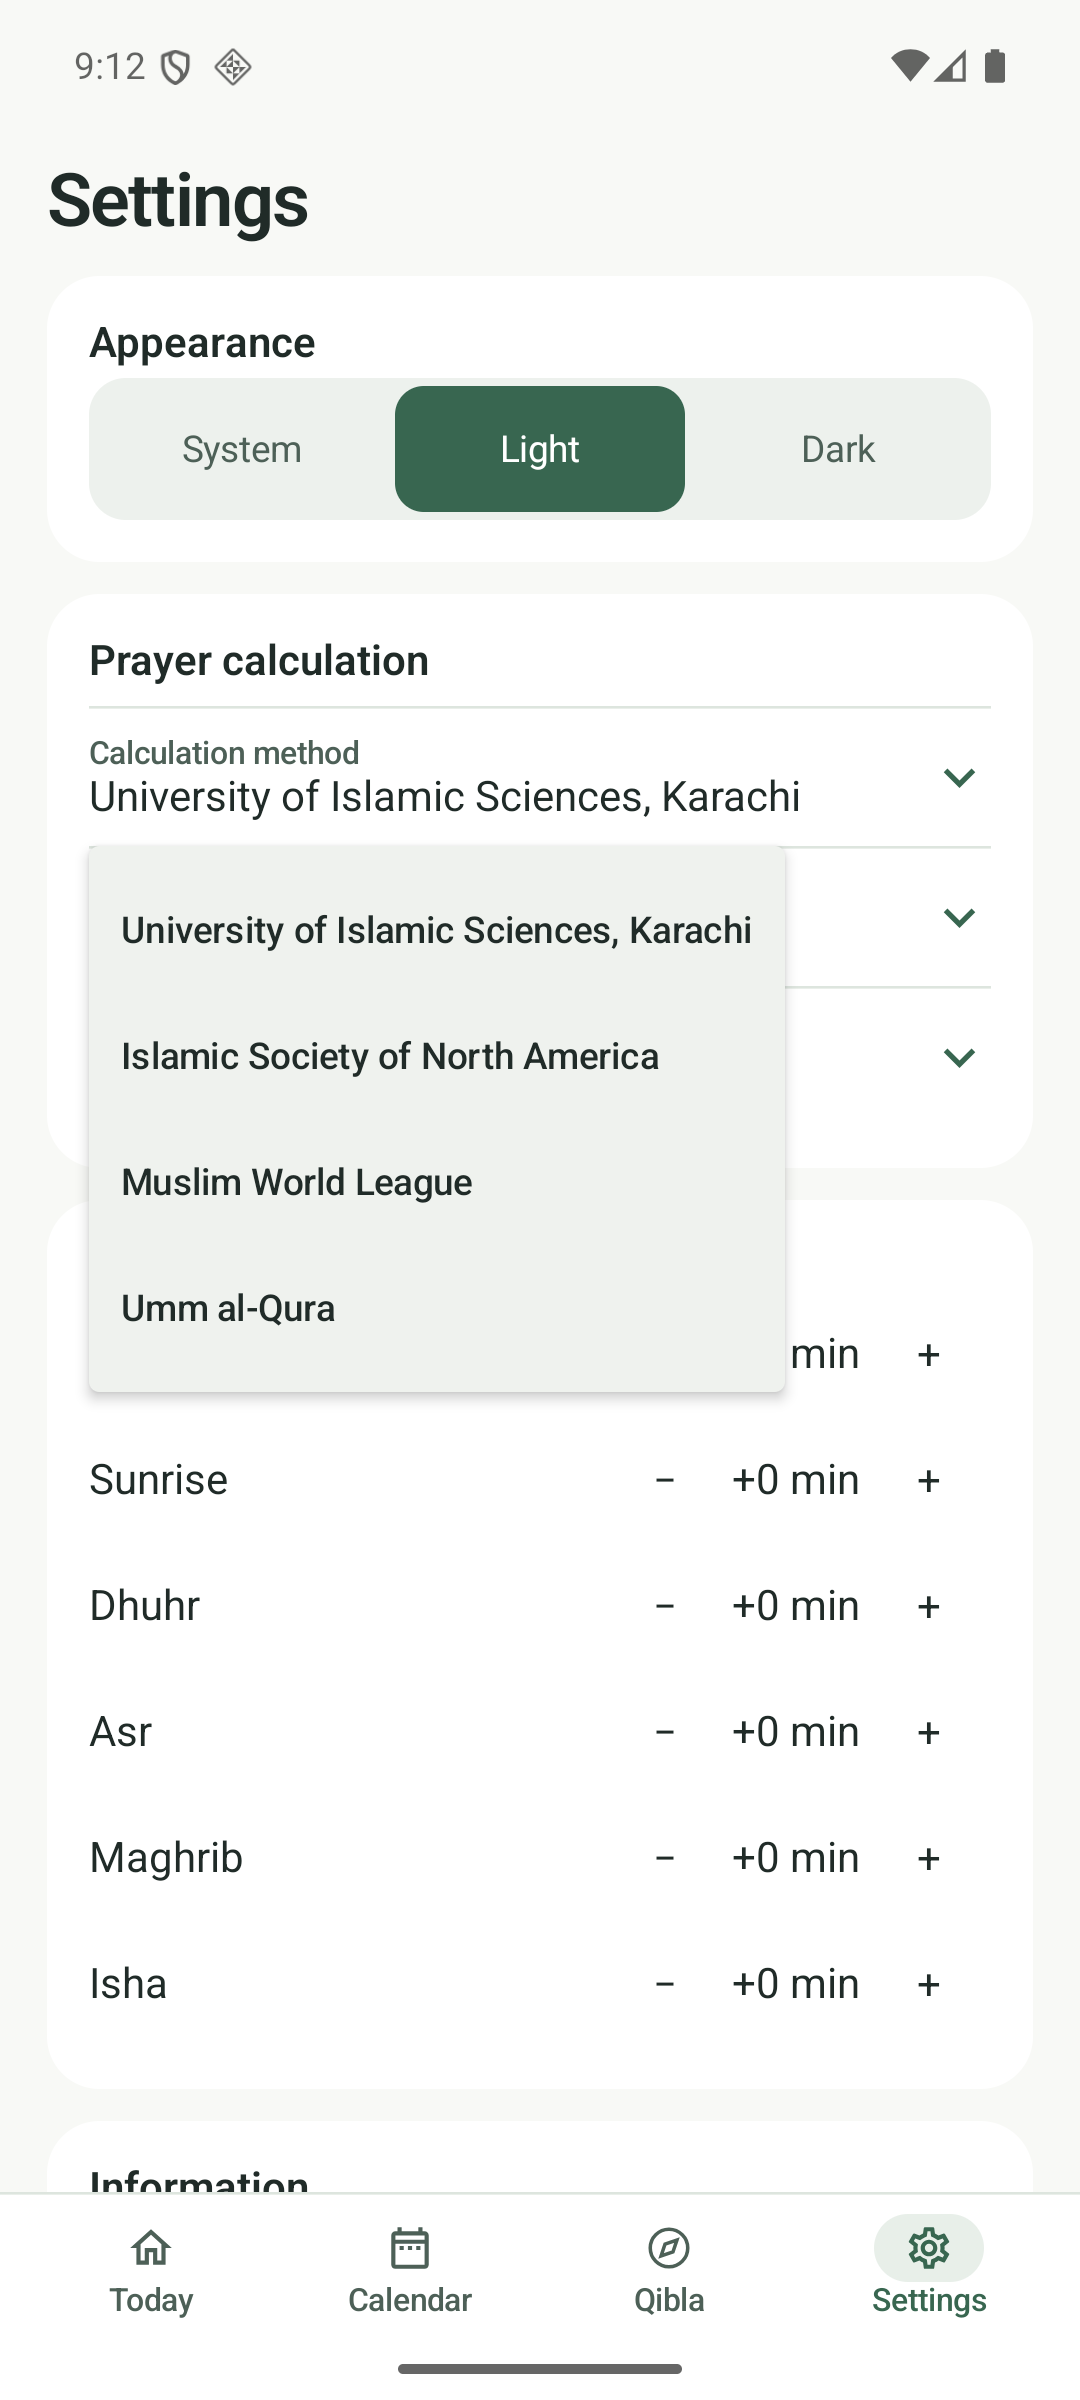 9:12
Settings
Appearance
System Light Dark
Prayer calculation
Calculation method
University of Islamic Sciences, Karachi
University of Islamic Sciences, Karachi
Islamic Society of North America
Muslim World League
Umm al-Qura
min +
Sunrise − +0 min +
Dhuhr − +0 min +
Asr − +0 min +
Maghrib − +0 min +
Isha − +0 min +
Information
Today Calendar Qibla Settings